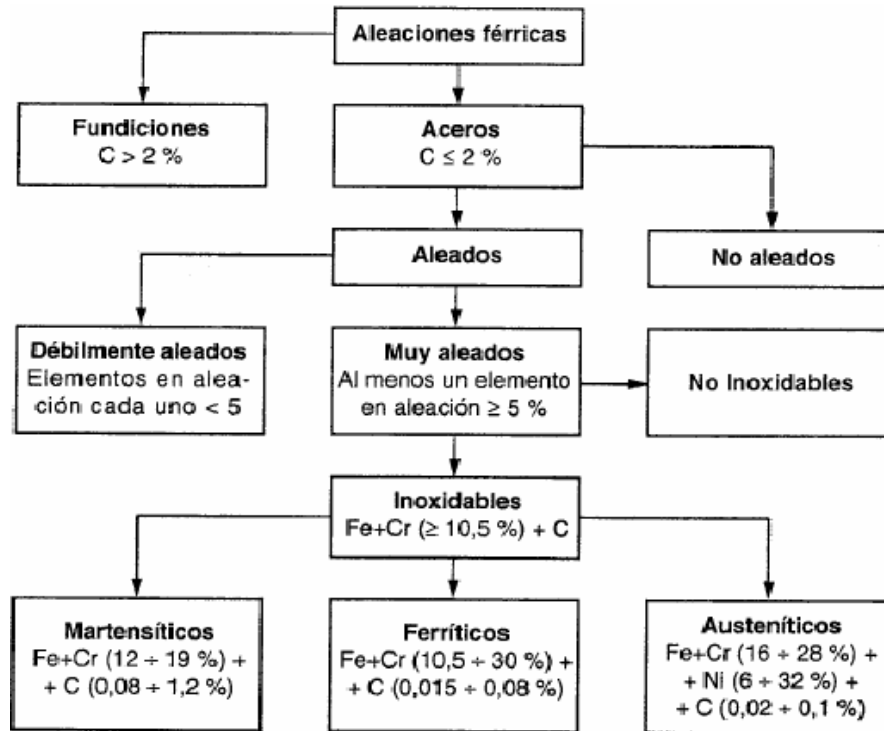 Aleaciones férricas
Fundiciones
C > 2 %
Aceros
C ≤ 2 %
Aleados
No aleados
Débilmente aleados
Elementos en alea-
ción cada uno < 5
Muy aleados
Al menos un elemento
en aleación ≥ 5 %
No Inoxidables
Inoxidables
Fe+Cr (≥ 10,5 %) + C
Martensíticos
Fe+Cr (12 ÷ 19 %) +
+ C (0,08 ÷ 1,2 %)
Ferríticos
Fe+Cr (10,5 ÷ 30 %) +
+ C (0,015 ÷ 0,08 %)
Austeníticos
Fe+Cr (16 ÷ 28 %) +
+ Ni (6 ÷ 32 %) +
+ C (0,02 ÷ 0,1 %)